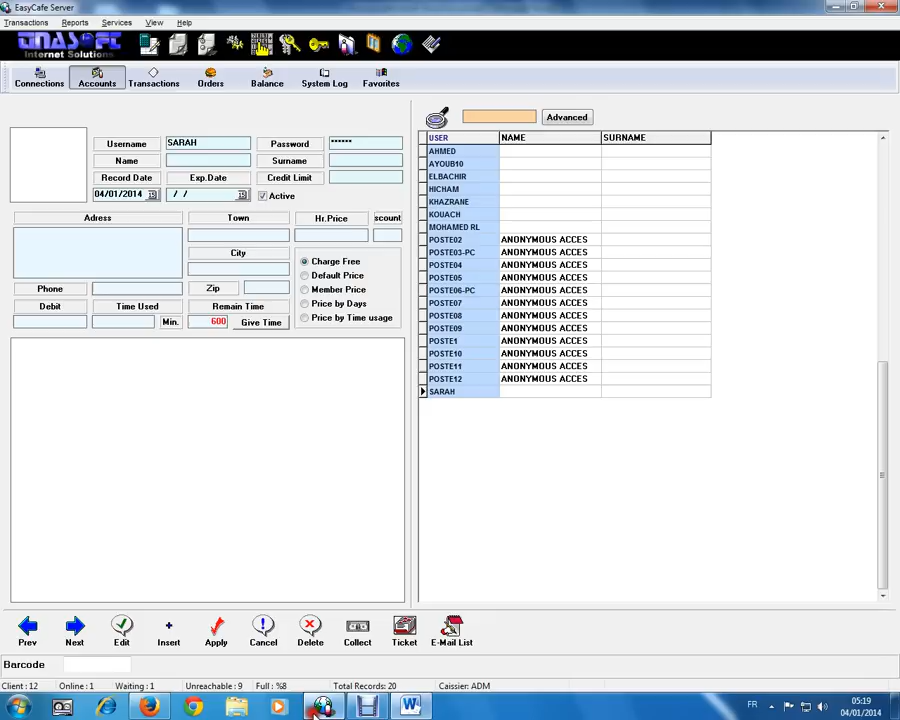 EasyCafe Server
Transactions Reports Services View Help
TINASOFT
Internet Solutions
Connections Accounts Transactions Orders Balance System Log Favorites
Advanced
Username SARAH Password ******
Name Surname
Record Date Exp.Date Credit Limit
04/01/2014 / / Active
Adress Town Hr.Price scount
City
Charge Free
Default Price
Zip Member Price
Phone
Price by Days
Debit Time Used Remain Time
Price by Time usage
Min. 600 Give Time
USER NAME SURNAME
AHMED
AYOUB10
ELBACHIR
HICHAM
KHAZRANE
KOUACH
MOHAMED RL
POSTE02 ANONYMOUS ACCES
POSTE03-PC ANONYMOUS ACCES
POSTE04 ANONYMOUS ACCES
POSTE05 ANONYMOUS ACCES
POSTE06-PC ANONYMOUS ACCES
POSTE07 ANONYMOUS ACCES
POSTE08 ANONYMOUS ACCES
POSTE09 ANONYMOUS ACCES
POSTE1 ANONYMOUS ACCES
POSTE10 ANONYMOUS ACCES
POSTE11 ANONYMOUS ACCES
POSTE12 ANONYMOUS ACCES
SARAH
Prev Next Edit Insert Apply Cancel Delete Collect Ticket E-Mail List
Barcode
Client : 12 Online : 1 Waiting : 1 Unreachable : 9 Full : %8 Total Records: 20 Caissier: ADM
FR 05:19
04/01/2014